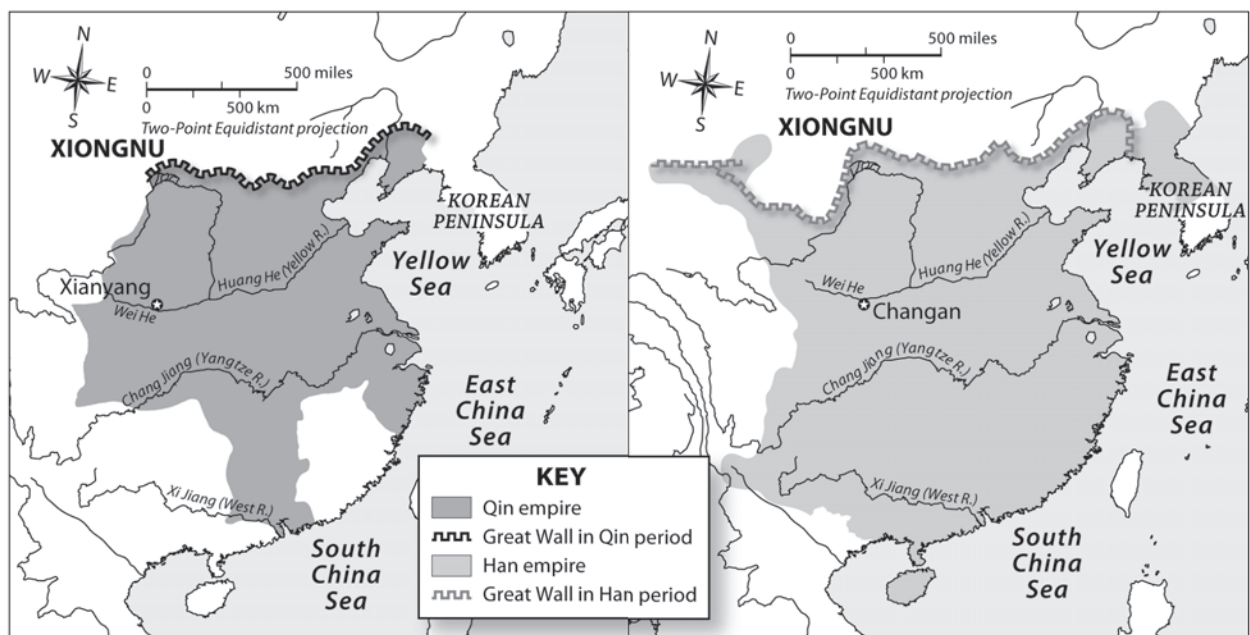 N
W
E
S
0
500 miles
0
500 km
Two-Point Equidistant projection
XIONGNU
KOREAN
PENINSULA
Huang He (Yellow R.)
Yellow
Sea
Xianyang
Wei He
Chang Jiang (Yangtze R.)
East
China
Sea
Xi Jiang (West R.)
South
China
Sea
N
W
E
S
0
500 miles
0
500 km
Two-Point Equidistant projection
XIONGNU
KOREAN
PENINSULA
Huang He (Yellow R.)
Yellow
Sea
Wei He
Changan
Chang Jiang (Yangtze R.)
East
China
Sea
Xi Jiang (West R.)
South
China
Sea
KEY
Qin empire
Great Wall in Qin period
Han empire
Great Wall in Han period